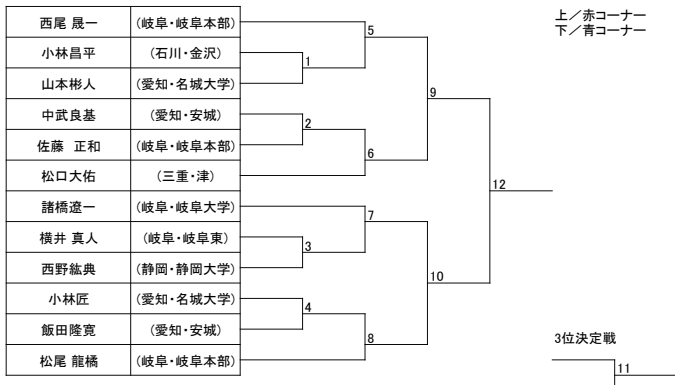 西尾 晟一 (岐阜・岐阜本部)
小林昌平 (石川・金沢)
山本彬人 (愛知・名城大学)
中武良基 (愛知・安城)
佐藤 正和 (岐阜・岐阜本部)
松口大佑 (三重・津)
諸橋遼一 (岐阜・岐阜大学)
横井 真人 (岐阜・岐阜東)
西野紘典 (静岡・静岡大学)
小林匠 (愛知・名城大学)
飯田隆寛 (愛知・安城)
松尾 龍橘 (岐阜・岐阜本部)
1
2
3
4
5
6
7
8
9
10
12
上/赤コーナー
下/青コーナー
3位決定戦
11